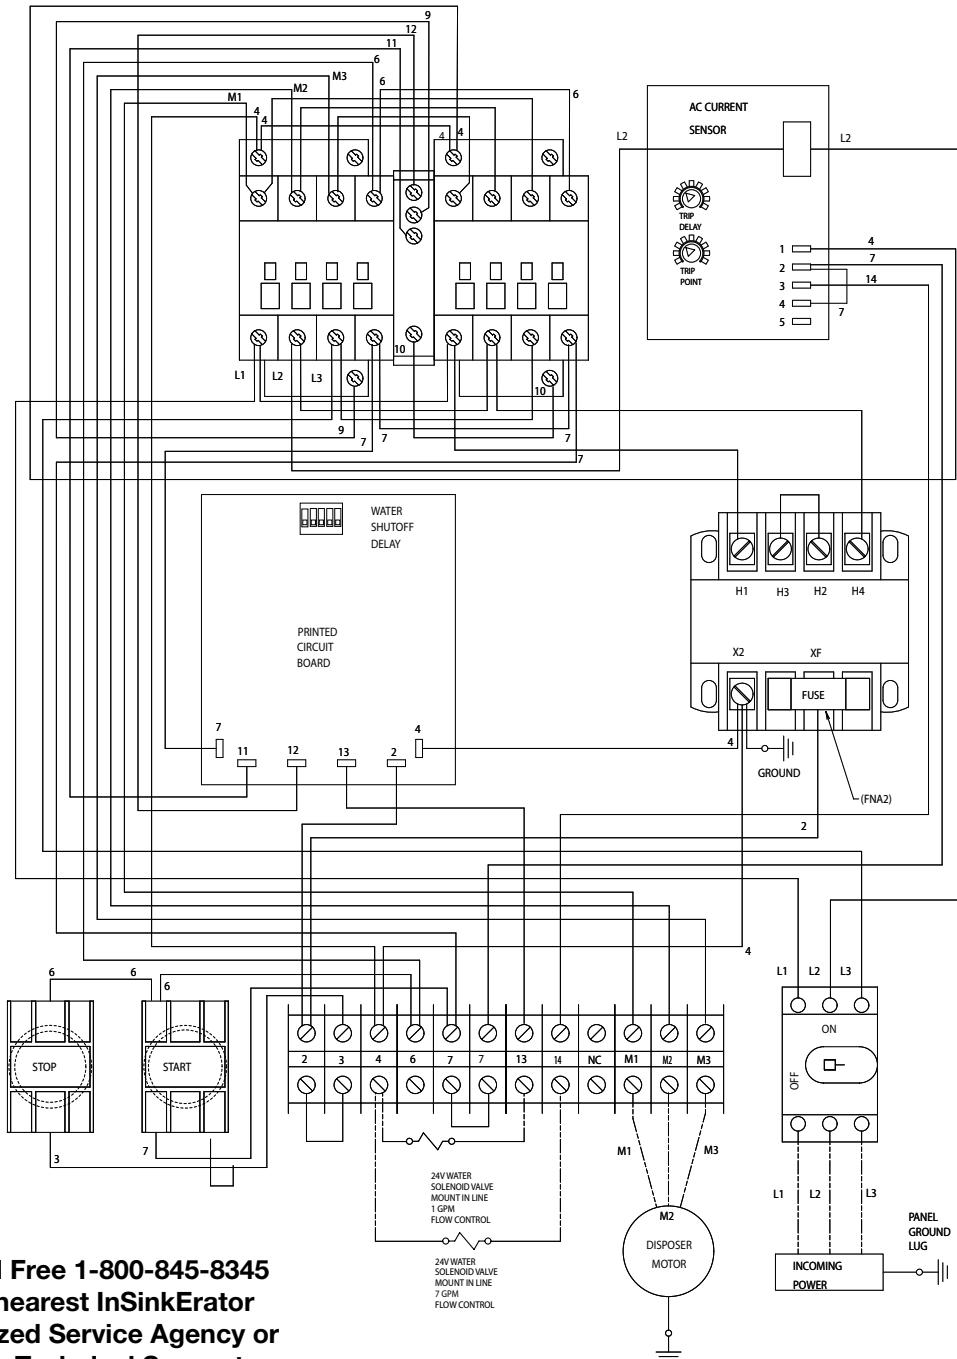 9
12
11
6
M3
6
M2
6
M1
4
4
4
4
AC CURRENT
SENSOR
L2
L2
TRIP
DELAY
TRIP
POINT
1
4
2
7
3
14
4
7
5
10
L1
L2
L3
10
9
7
7
7
7
WATER
SHUTOFF
DELAY
PRINTED
CIRCUIT
BOARD
H1
H3
H2
H4
X2
XF
FUSE
7
11
12
13
2
4
4
GROUND
(FNA2)
2
4
6
6
6
L1
L2
L3
ON
OFF
STOP
START
2
3
4
6
7
7
13
14
NC
M1
M2
M3
3
7
M1
M3
M2
24V WATER
SOLENOID VALVE
MOUNT IN LINE
1 GPM
FLOW CONTROL
24V WATER
SOLENOID VALVE
MOUNT IN LINE
7 GPM
FLOW CONTROL
DISPOSER
MOTOR
L1
L2
L3
INCOMING
POWER
PANEL
GROUND
LUG
Free 1-800-845-8345
nearest InSinkErator
zed Service Agency or